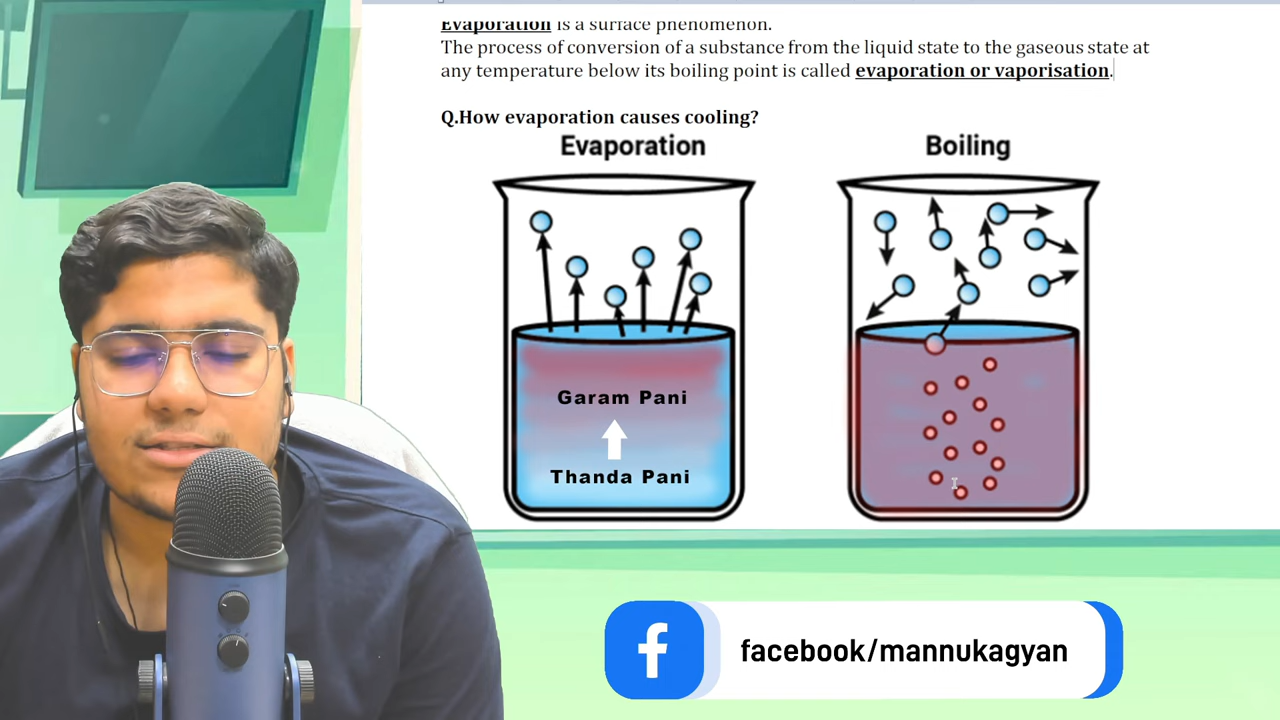 Evaporation is a surface phenomenon.
The process of conversion of a substance from the liquid state to the gaseous state at
any temperature below its boiling point is called evaporation or vaporisation.
Q.How evaporation causes cooling?
Evaporation
Boiling
Garam Pani
Thanda Pani
facebook/mannukagyan